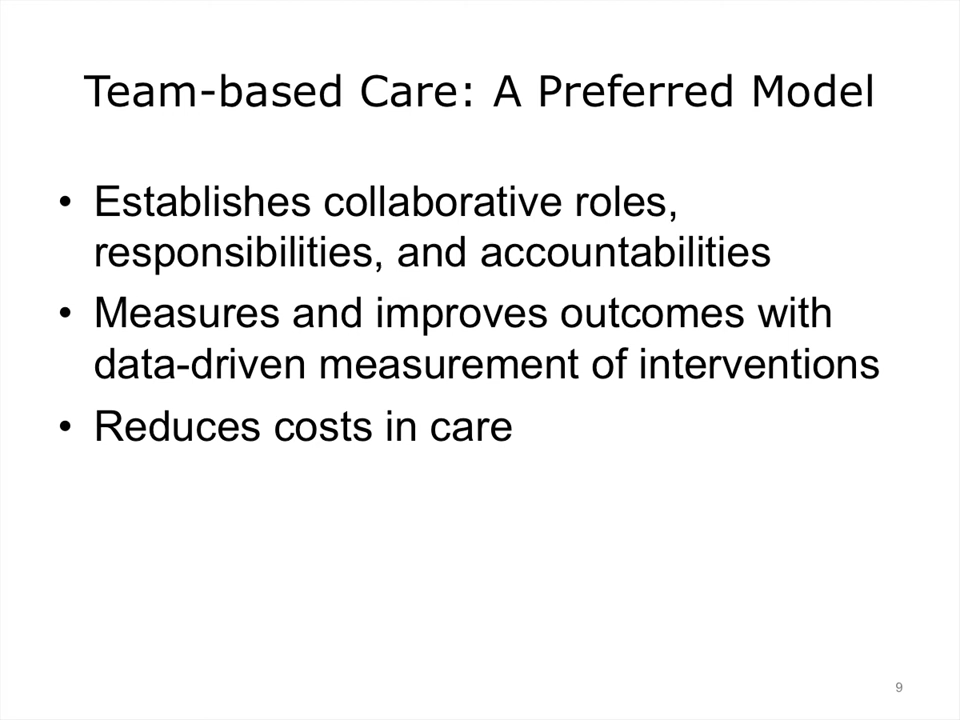 Team-based Care: A Preferred Model
• Establishes collaborative roles,
responsibilities, and accountabilities
• Measures and improves outcomes with
data-driven measurement of interventions
• Reduces costs in care
9